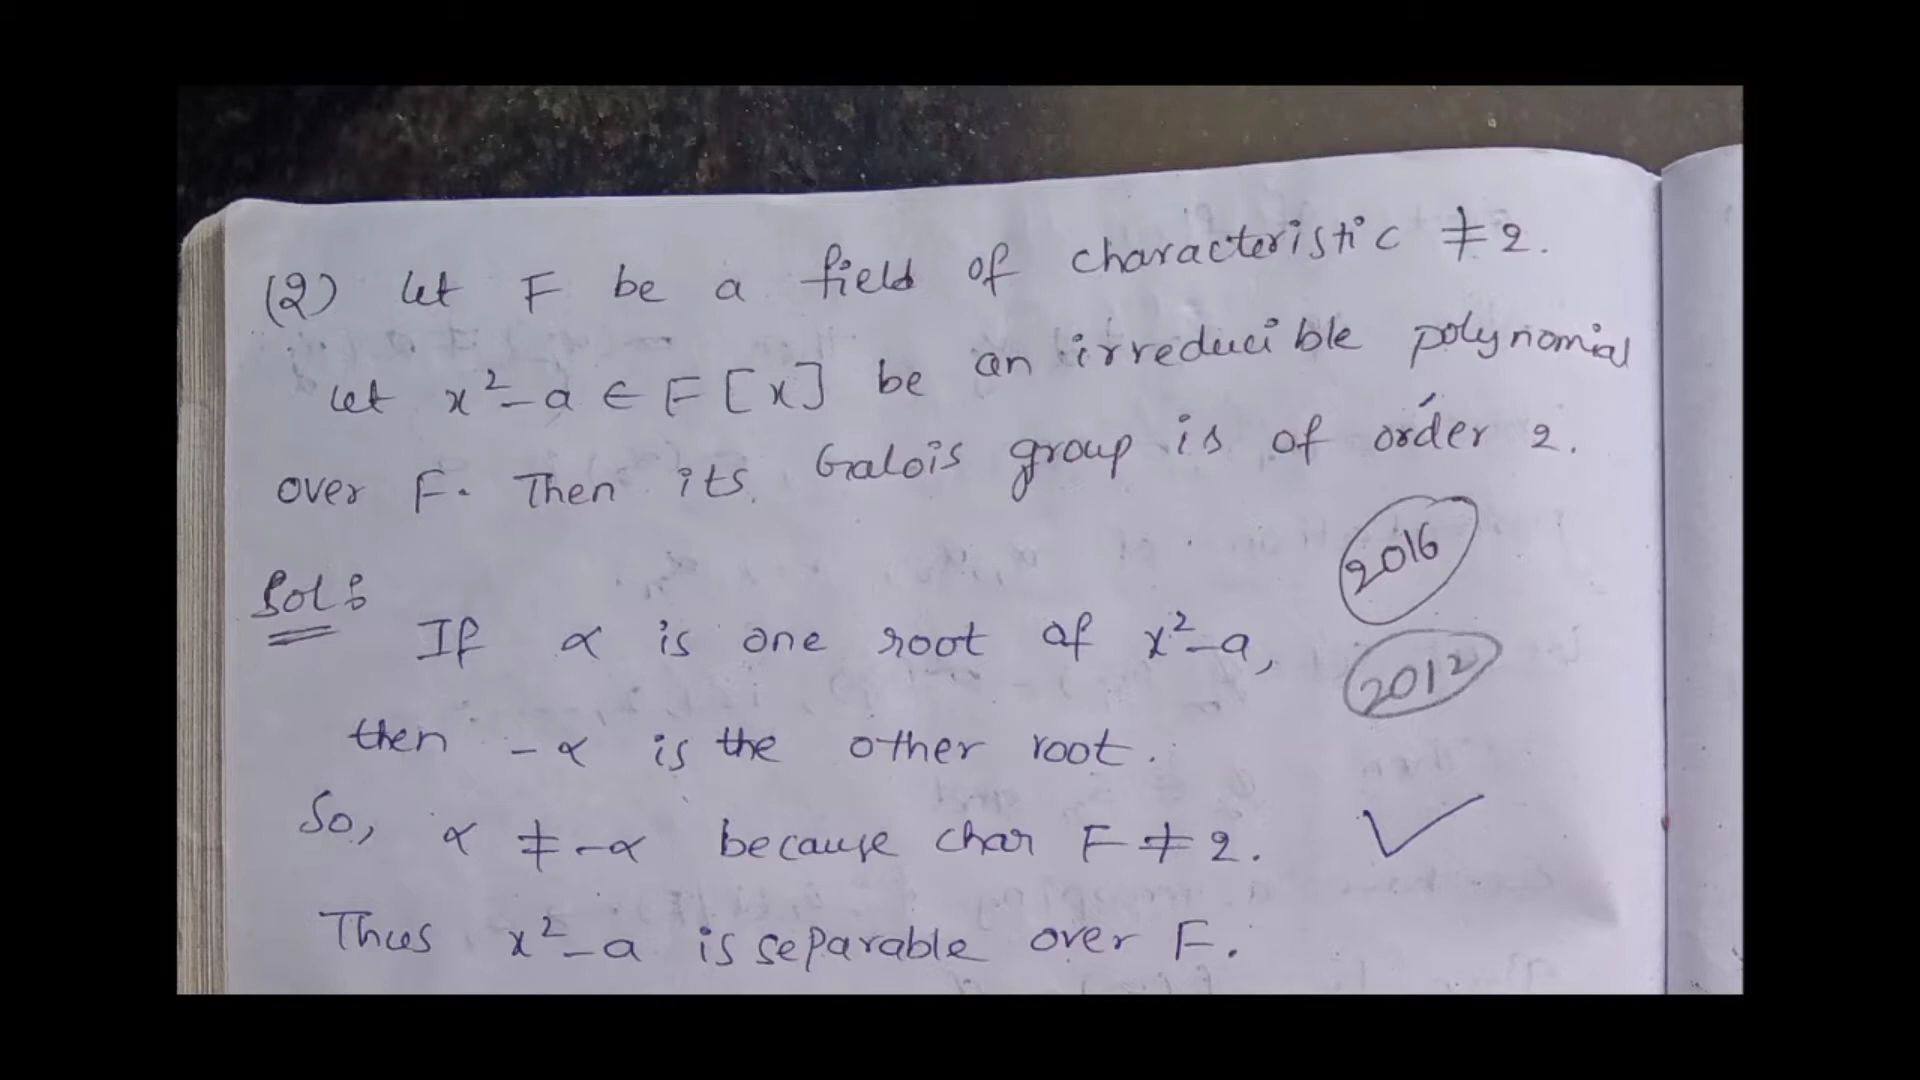 (2) Let F be a field of characteristic ≠ 2.
Let x² - a ∈ F[x] be an irreducible polynomial
over F. Then its Galois group is of order 2.
2016
Sol:
If α is one root of x² - a,
2012
then - α is the other root.
So, α ≠ - α because char F ≠ 2.
Thus x² - a is separable over F.